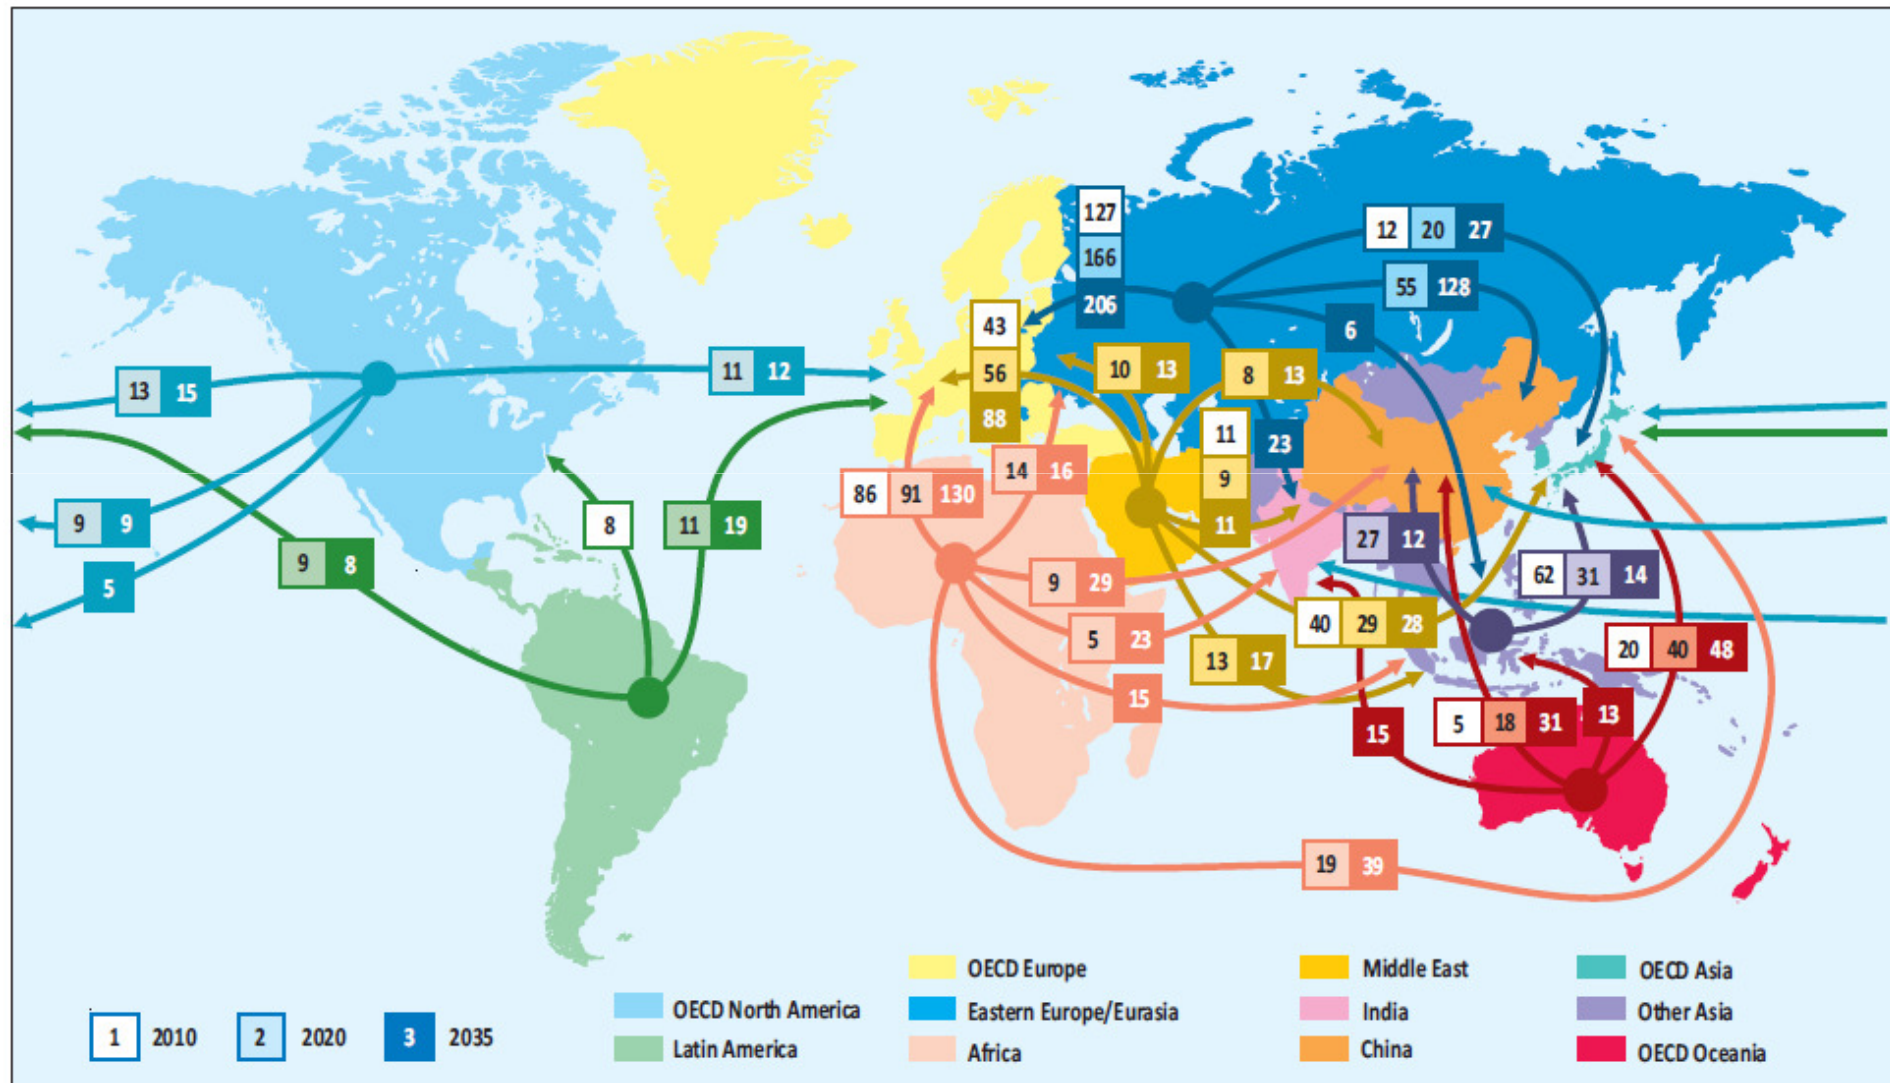 127
166
206
12 20 27
55 128
6
43
56
88
10 13
8 13
11
9
11
23
13 15
11 12
14 16
86 91 130
9 9
8
11 19
27 12
9 8
62 31 14
5
9 29
40 29 28
5 23
20 40 48
13 17
15
5 18 31
13
15
19 39
1 2010
2 2020
3 2035
OECD North America
Latin America
OECD Europe
Eastern Europe/Eurasia
Africa
Middle East
India
China
OECD Asia
Other Asia
OECD Oceania